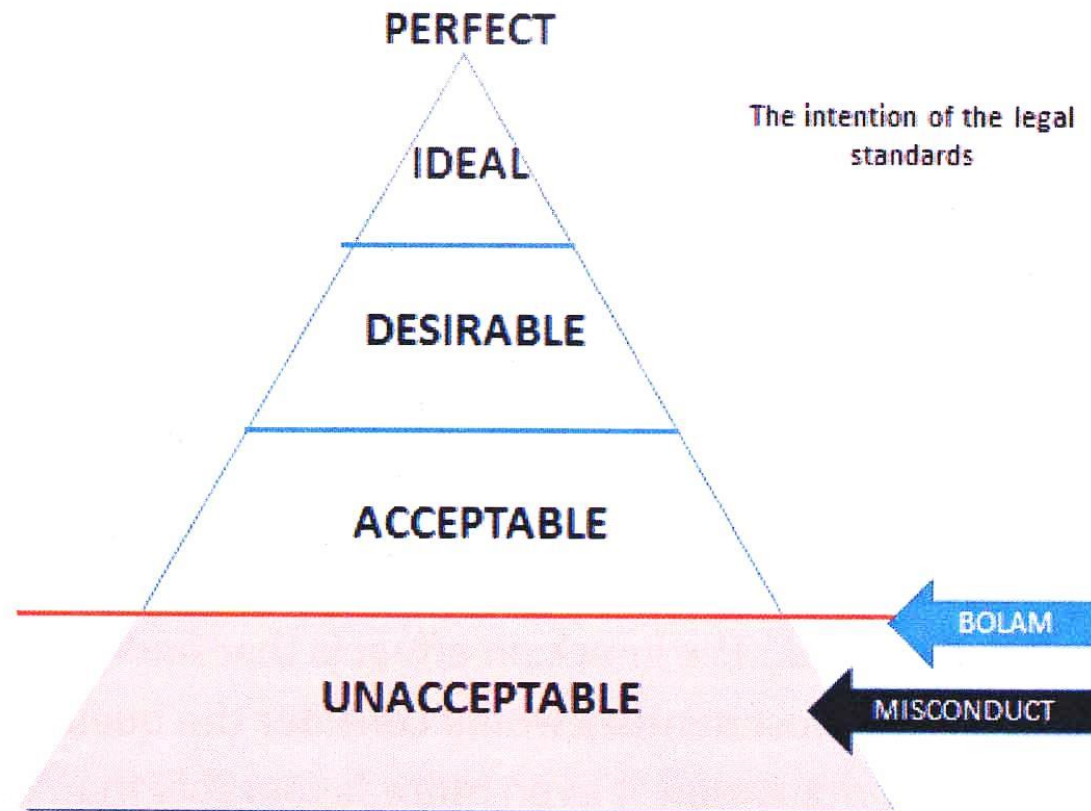 PERFECT
The intention of the legal
standards
IDEAL
DESIRABLE
ACCEPTABLE
BOLAM
UNACCEPTABLE
MISCONDUCT